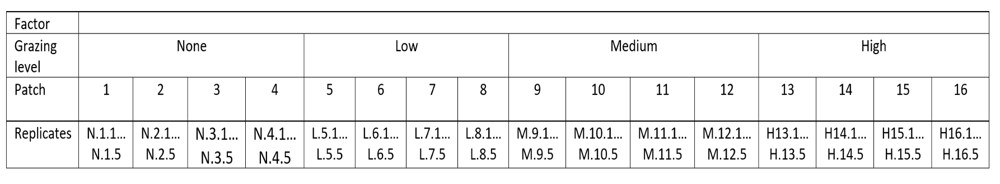 Factor
Grazing level
None Low Medium High
Patch 1 2 3 4 5 6 7 8 9 10 11 12 13 14 15 16
Replicates N.1.1... N.2.1... N.3.1... N.4.1... L.5.1... L.6.1... L.7.1... L.8.1... M.9.1... M.10.1... M.11.1... M.12.1... H13.1... H14.1... H15.1... H16.1...
N.1.5 N.2.5 N.3.5 N.4.5 L.5.5 L.6.5 L.7.5 L.8.5 M.9.5 M.10.5 M.11.5 M.12.5 H.13.5 H.14.5 H.15.5 H.16.5